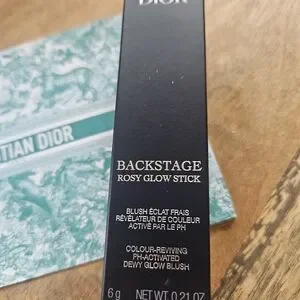 DIOR
TIAN DIOR
BACKSTAGE
ROSY GLOW STICK
BLUSH ÉCLAT FRAIS
RÉVÉLATEUR DE COULEUR
ACTIVÉ PAR LE PH
COLOUR-REVIVING
PH-ACTIVATED
DEWY GLOW BLUSH
6 g NET WT. 0.21 OZ